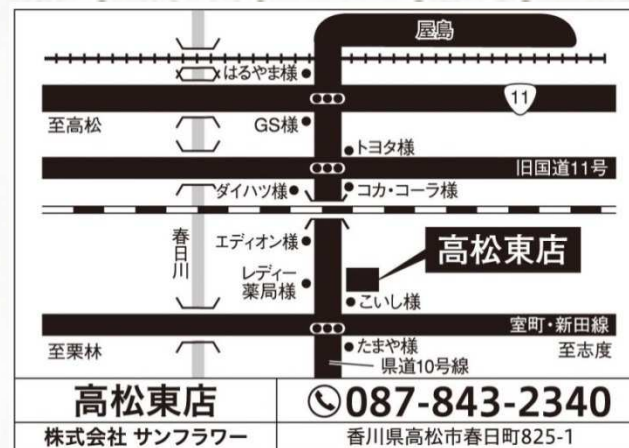 屋島
はるやま様
11
至高松
GS様
トヨタ様
旧国道11号
ダイハツ様
コカ・コーラ様
春日川
エディオン様
高松東店
レディー
薬局様
こいし様
室町・新田線
至栗林
たまや様
至志度
県道10号線
高松東店
087-843-2340
株式会社 サンフラワー
香川県高松市春日町825-1